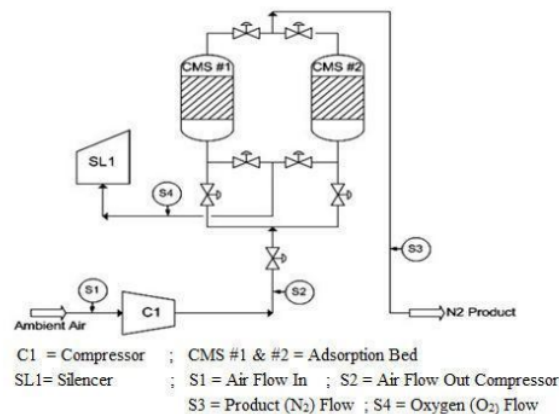 CMS #1 CMS #2
SL1
S4
S3
S1
S2
C1
Ambient Air
N2 Product
C1 = Compressor ; CMS #1 & #2 = Adsorption Bed
SL1= Silencer ; S1 = Air Flow In ; S2 = Air Flow Out Compressor
S3 = Product (N₂) Flow ; S4 = Oxygen (O₂) Flow